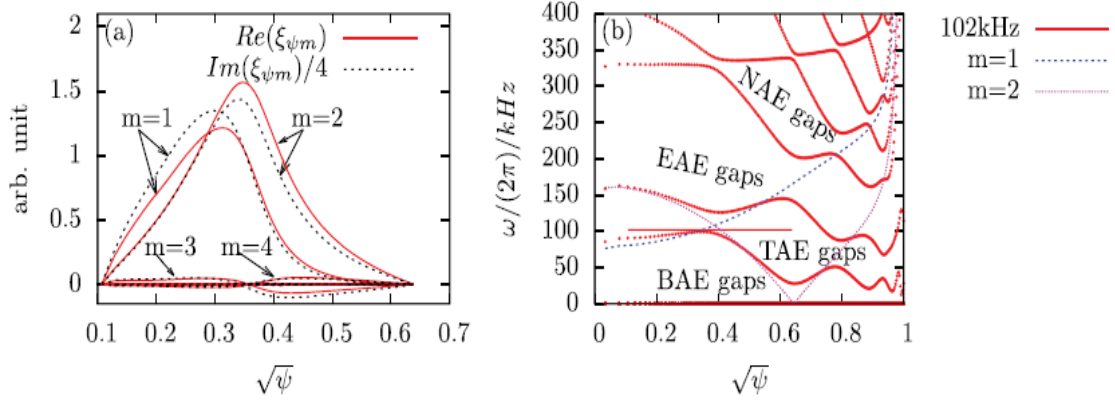 (a)
Re(ξψm)
Im(ξψm)/4
m=1
m=2
m=3
m=4
2
1.5
1
0.5
0
arb. unit
0.1 0.2 0.3 0.4 0.5 0.6 0.7
√ψ
(b)
NAE gaps
EAE gaps
TAE gaps
BAE gaps
400
350
300
250
200
150
100
50
0
ω/(2π)/kHz
0 0.2 0.4 0.6 0.8 1
√ψ
102kHz
m=1
m=2